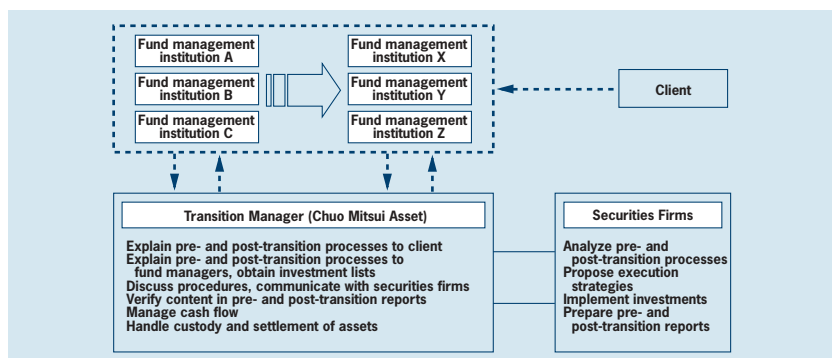 Fund management
institution A
Fund management
institution B
Fund management
institution C
Fund management
institution X
Fund management
institution Y
Fund management
institution Z
Client
Transition Manager (Chuo Mitsui Asset)
Explain pre- and post-transition processes to client
Explain pre- and post-transition processes to
fund managers, obtain investment lists
Discuss procedures, communicate with securities firms
Verify content in pre- and post-transition reports
Manage cash flow
Handle custody and settlement of assets
Securities Firms
Analyze pre- and
post-transition processes
Propose execution
strategies
Implement investments
Prepare pre- and
post-transition reports